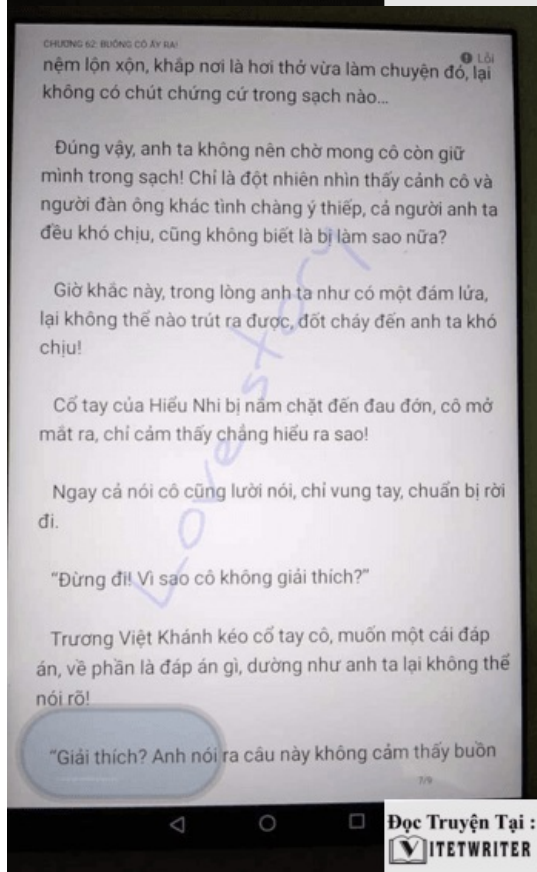 CHƯƠNG 62: BUÔNG CÔ ẤY RA!
Lỗi
nệm lộn xộn, khắp nơi là hơi thở vừa làm chuyện đó, lại
không có chút chứng cứ trong sạch nào...
Đúng vậy, anh ta không nên chờ mong cô còn giữ
mình trong sạch! Chỉ là đột nhiên nhìn thấy cảnh cô và
người đàn ông khác tình chàng ý thiếp, cả người anh ta
đều khó chịu, cũng không biết là bị làm sao nữa?
Giờ khắc này, trong lòng anh ta như có một đám lửa,
lại không thể nào trút ra được, đốt cháy đến anh ta khó
chịu!
Cổ tay của Hiểu Nhi bị nắm chặt đến đau đớn, cô mở
mắt ra, chỉ cảm thấy chẳng hiểu ra sao!
Ngay cả nói cô cũng lười nói, chỉ vung tay, chuẩn bị rời
đi.
“Đừng đi! Vì sao cô không giải thích?”
Trương Việt Khánh kéo cổ tay cô, muốn một cái đáp
án, về phần là đáp án gì, dường như anh ta lại không thể
nói rõ!
“Giải thích? Anh nói ra câu này không cảm thấy buồn
7/9
Love story
Đọc Truyện Tại :
VITETWRITER